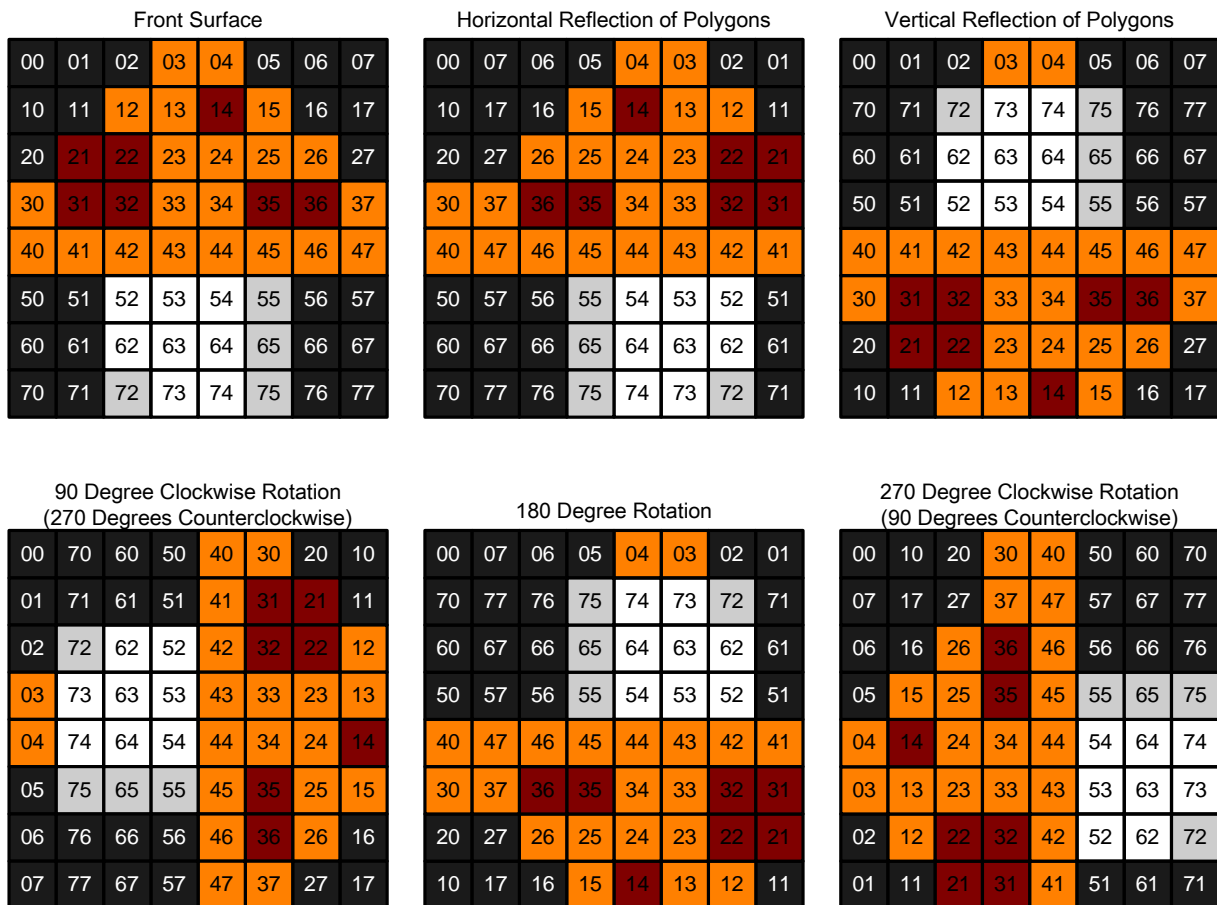 Front Surface
Horizontal Reflection of Polygons
Vertical Reflection of Polygons
00 01 02 03 04 05 06 07
00 07 06 05 04 03 02 01
00 01 02 03 04 05 06 07
10 11 12 13 14 15 16 17
10 17 16 15 14 13 12 11
70 71 72 73 74 75 76 77
20 21 22 23 24 25 26 27
20 27 26 25 24 23 22 21
60 61 62 63 64 65 66 67
30 31 32 33 34 35 36 37
30 37 36 35 34 33 32 31
50 51 52 53 54 55 56 57
40 41 42 43 44 45 46 47
40 47 46 45 44 43 42 41
40 41 42 43 44 45 46 47
50 51 52 53 54 55 56 57
50 57 56 55 54 53 52 51
30 31 32 33 34 35 36 37
60 61 62 63 64 65 66 67
60 67 66 65 64 63 62 61
20 21 22 23 24 25 26 27
70 71 72 73 74 75 76 77
70 77 76 75 74 73 72 71
10 11 12 13 14 15 16 17
90 Degree Clockwise Rotation
(270 Degrees Counterclockwise)
180 Degree Rotation
270 Degree Clockwise Rotation
(90 Degrees Counterclockwise)
00 70 60 50 40 30 20 10
00 07 06 05 04 03 02 01
00 10 20 30 40 50 60 70
01 71 61 51 41 31 21 11
70 77 76 75 74 73 72 71
07 17 27 37 47 57 67 77
02 72 62 52 42 32 22 12
60 67 66 65 64 63 62 61
06 16 26 36 46 56 66 76
03 73 63 53 43 33 23 13
50 57 56 55 54 53 52 51
05 15 25 35 45 55 65 75
04 74 64 54 44 34 24 14
40 47 46 45 44 43 42 41
04 14 24 34 44 54 64 74
05 75 65 55 45 35 25 15
30 37 36 35 34 33 32 31
03 13 23 33 43 53 63 73
06 76 66 56 46 36 26 16
20 27 26 25 24 23 22 21
02 12 22 32 42 52 62 72
07 77 67 57 47 37 27 17
10 17 16 15 14 13 12 11
01 11 21 31 41 51 61 71